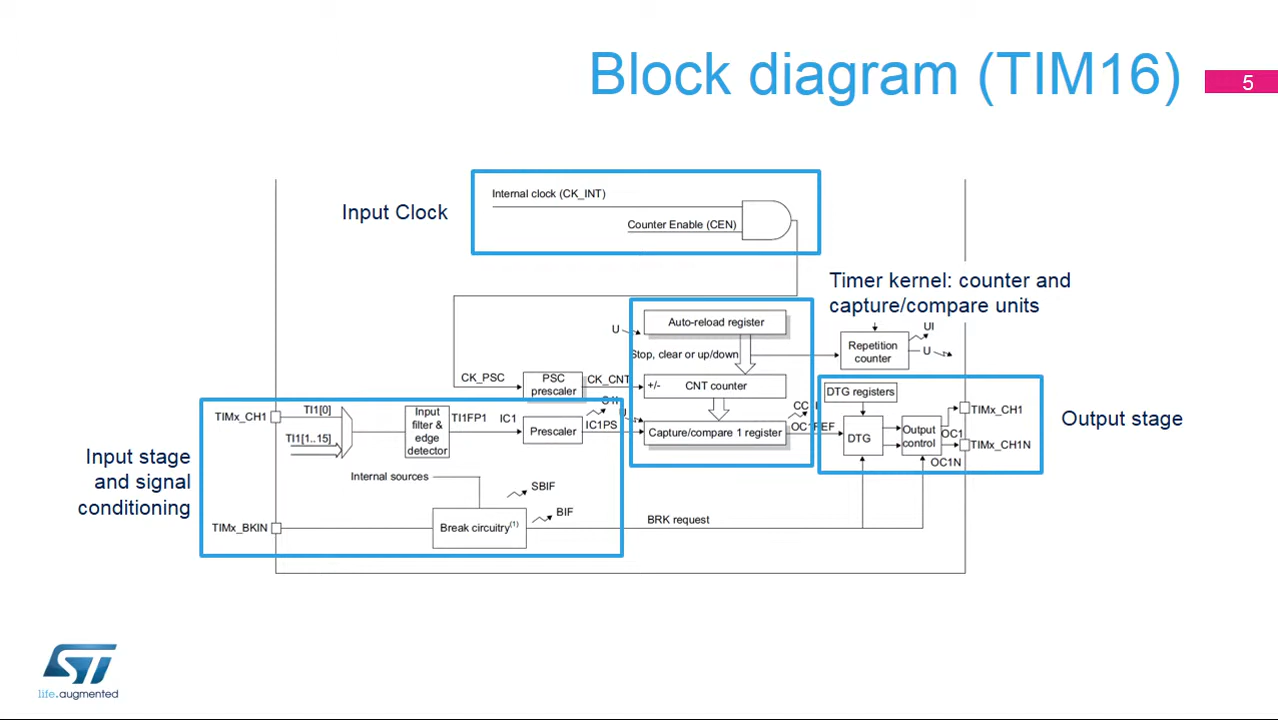 Block diagram (TIM16)
5
Internal clock (CK_INT)
Input Clock
Counter Enable (CEN)
Timer kernel: counter and
capture/compare units
U
Auto-reload register
UI
Stop, clear or up/down
Repetition
counter
U
CK_PSC
PSC
prescaler
CK_CNT
+/-
CNT counter
DTG registers
TIMx_CH1
TI1[0]
TI1[1..15]
Input
filter &
edge
detector
TI1FP1
IC1
Prescaler
IC1PS
U
Capture/compare 1 register
OC1REF
DTG
Output
control
OC1
OC1N
TIMx_CH1
TIMx_CH1N
Output stage
Input stage
and signal
conditioning
Internal sources
SBIF
BIF
TIMx_BKIN
Break circuitry(1)
BRK request
ST
life.augmented